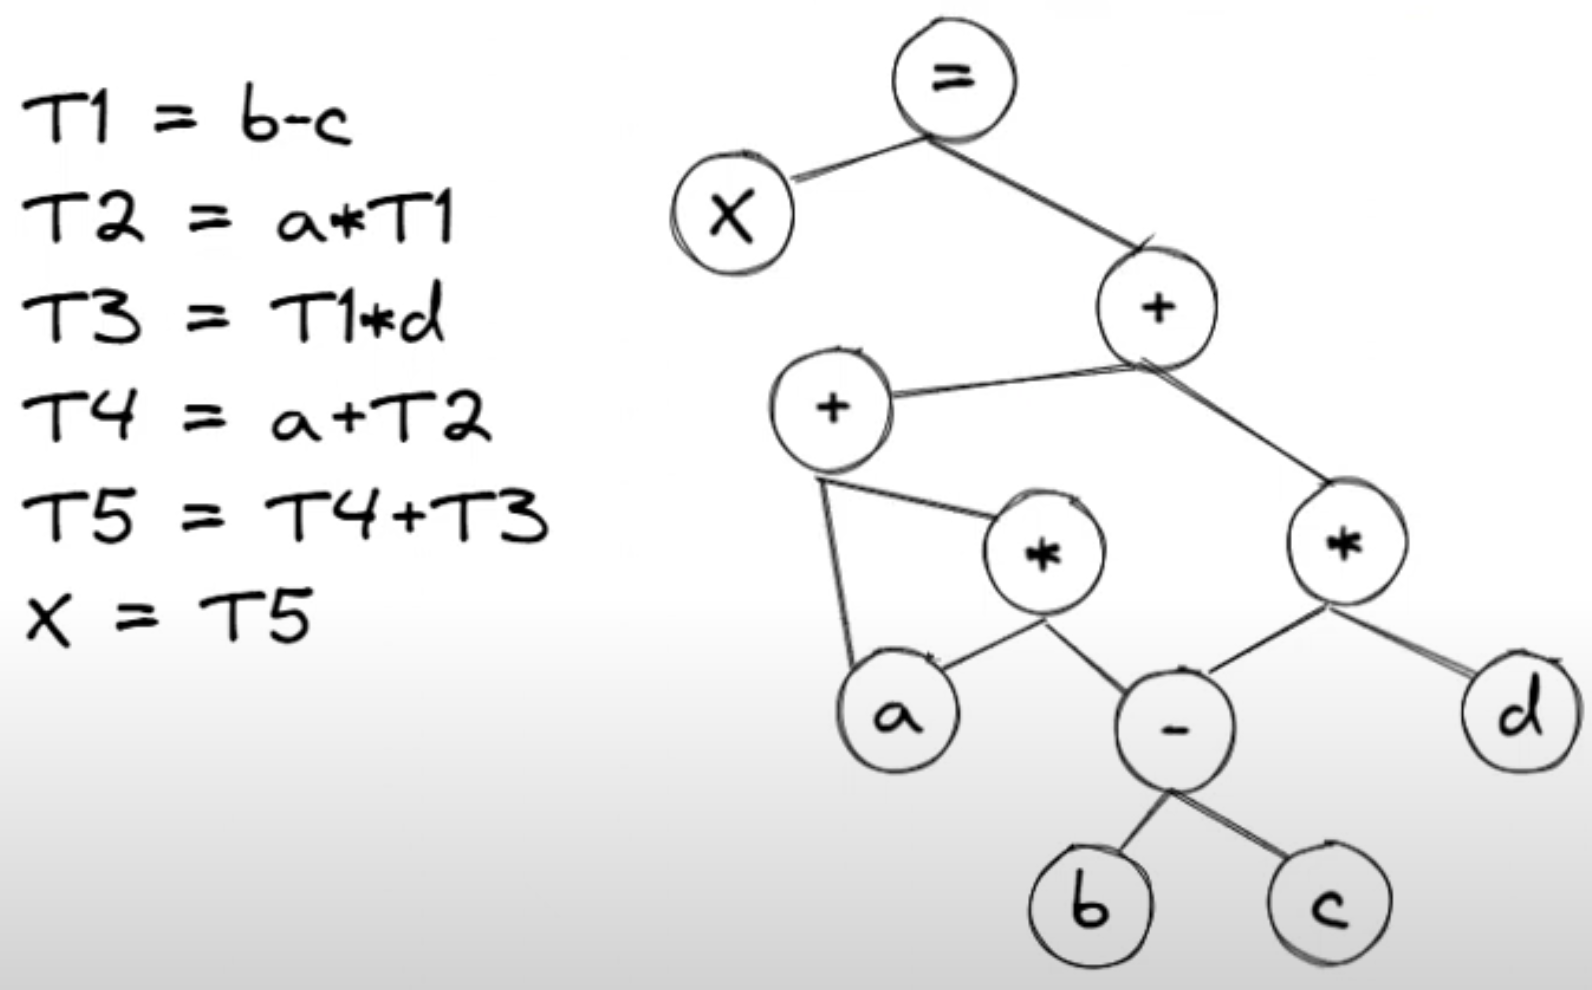 T1 = b-c
T2 = a*T1
T3 = T1*d
T4 = a+T2
T5 = T4+T3
x = T5
=
X
+
+
*
*
a
-
d
b
c